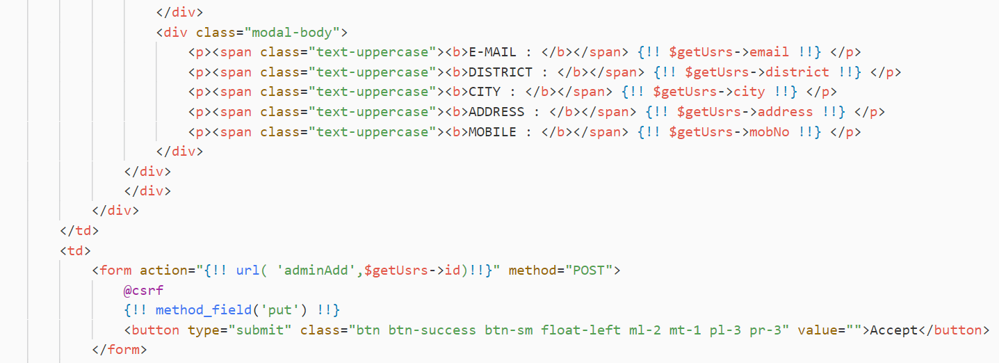 </div>
<div class="modal-body">
<p><span class="text-uppercase"><b>E-MAIL : </b></span> {!! $getUsrs->email !!} </p>
<p><span class="text-uppercase"><b>DISTRICT : </b></span> {!! $getUsrs->district !!} </p>
<p><span class="text-uppercase"><b>CITY : </b></span> {!! $getUsrs->city !!} </p>
<p><span class="text-uppercase"><b>ADDRESS : </b></span> {!! $getUsrs->address !!} </p>
<p><span class="text-uppercase"><b>MOBILE : </b></span> {!! $getUsrs->mobNo !!} </p>
</div>
</div>
</div>
</div>
</td>
<td>
<form action="{!! url( 'adminAdd',$getUsrs->id)!!}" method="POST">
@csrf
{!! method_field('put') !!}
<button type="submit" class="btn btn-success btn-sm float-left ml-2 mt-1 pl-3 pr-3" value="">Accept</button>
</form>